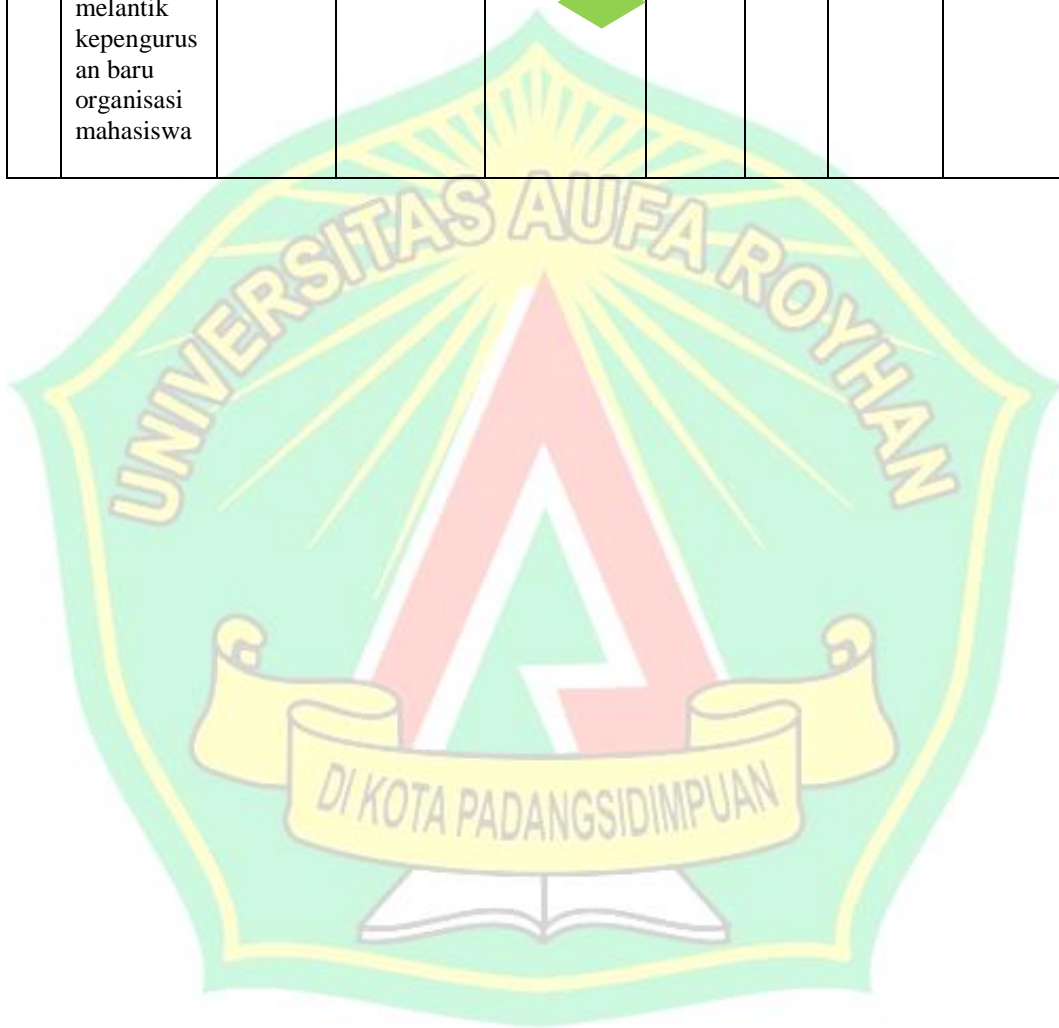 melantik
kepengurus
an baru
organisasi
mahasiswa
UNIVERSITAS AUFA ROYHAN
DI KOTA PADANGSIDIMPUAN